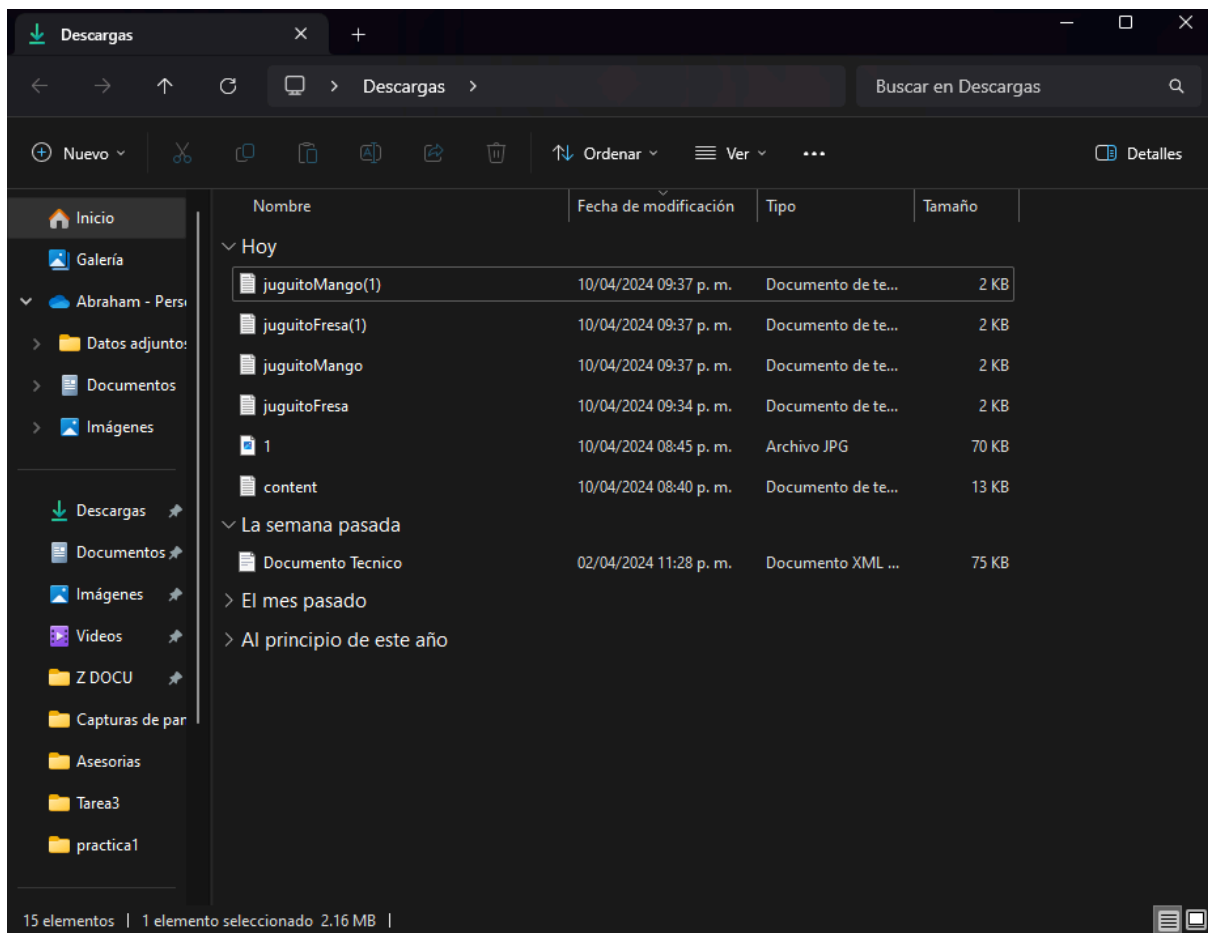 Descargas
Descargas
Buscar en Descargas
Nuevo
Ordenar
Ver
Detalles
Inicio
Galería
Abraham - Pers
Datos adjuntos
Documentos
Imágenes
Descargas
Documentos
Imágenes
Videos
Z DOCU
Capturas de par
Asesorias
Tarea3
practica1
Nombre Fecha de modificación Tipo Tamaño
Hoy
juguitoMango(1) 10/04/2024 09:37 p. m. Documento de te... 2 KB
juguitoFresa(1) 10/04/2024 09:37 p. m. Documento de te... 2 KB
juguitoMango 10/04/2024 09:37 p. m. Documento de te... 2 KB
juguitoFresa 10/04/2024 09:34 p. m. Documento de te... 2 KB
1 10/04/2024 08:45 p. m. Archivo JPG 70 KB
content 10/04/2024 08:40 p. m. Documento de te... 13 KB
La semana pasada
Documento Tecnico 02/04/2024 11:28 p. m. Documento XML ... 75 KB
El mes pasado
Al principio de este año
15 elementos | 1 elemento seleccionado 2.16 MB |